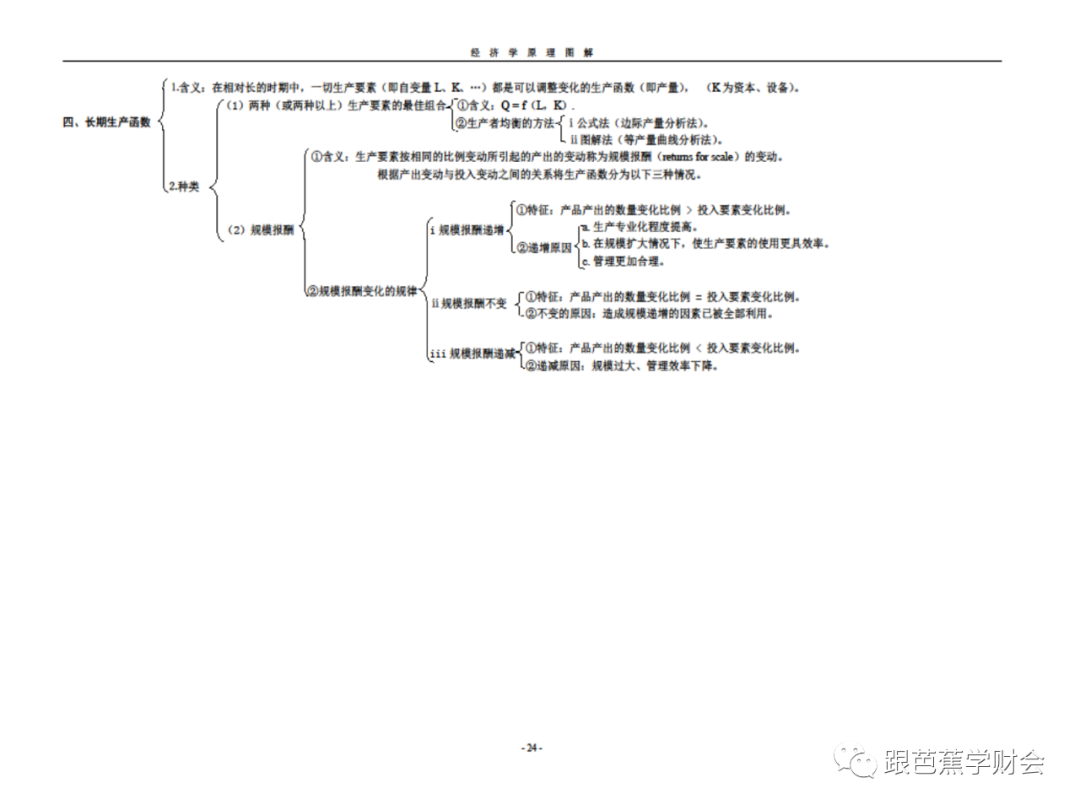 经 济 学 原 理 图 解
四、长期生产函数
1.含义：在相对长的时期中，一切生产要素（即自变量 L、K、…）都是可以调整变化的生产函数（即产量）， （K 为资本、设备）。
2.种类
（1）两种（或两种以上）生产要素的最佳组合
①含义：Q = f（L，K）.
②生产者均衡的方法
i 公式法（边际产量分析法）。
ii 图解法（等产量曲线分析法）。
（2）规模报酬
①含义：生产要素按相同的比例变动所引起的产出的变动称为规模报酬（returns for scale）的变动。
根据产出变动与投入变动之间的关系将生产函数分为以下三种情况。
②规模报酬变化的规律
i 规模报酬递增
①特征：产品产出的数量变化比例 > 投入要素变化比例。
②递增原因
a. 生产专业化程度提高。
b. 在规模扩大情况下，使生产要素的使用更具效率。
c. 管理更加合理。
ii 规模报酬不变
①特征：产品产出的数量变化比例 = 投入要素变化比例。
②不变的原因：造成规模递增的因素已被全部利用。
iii 规模报酬递减
①特征：产品产出的数量变化比例 < 投入要素变化比例。
②递减原因：规模过大、管理效率下降。
- 24 -
跟芭蕉学财会